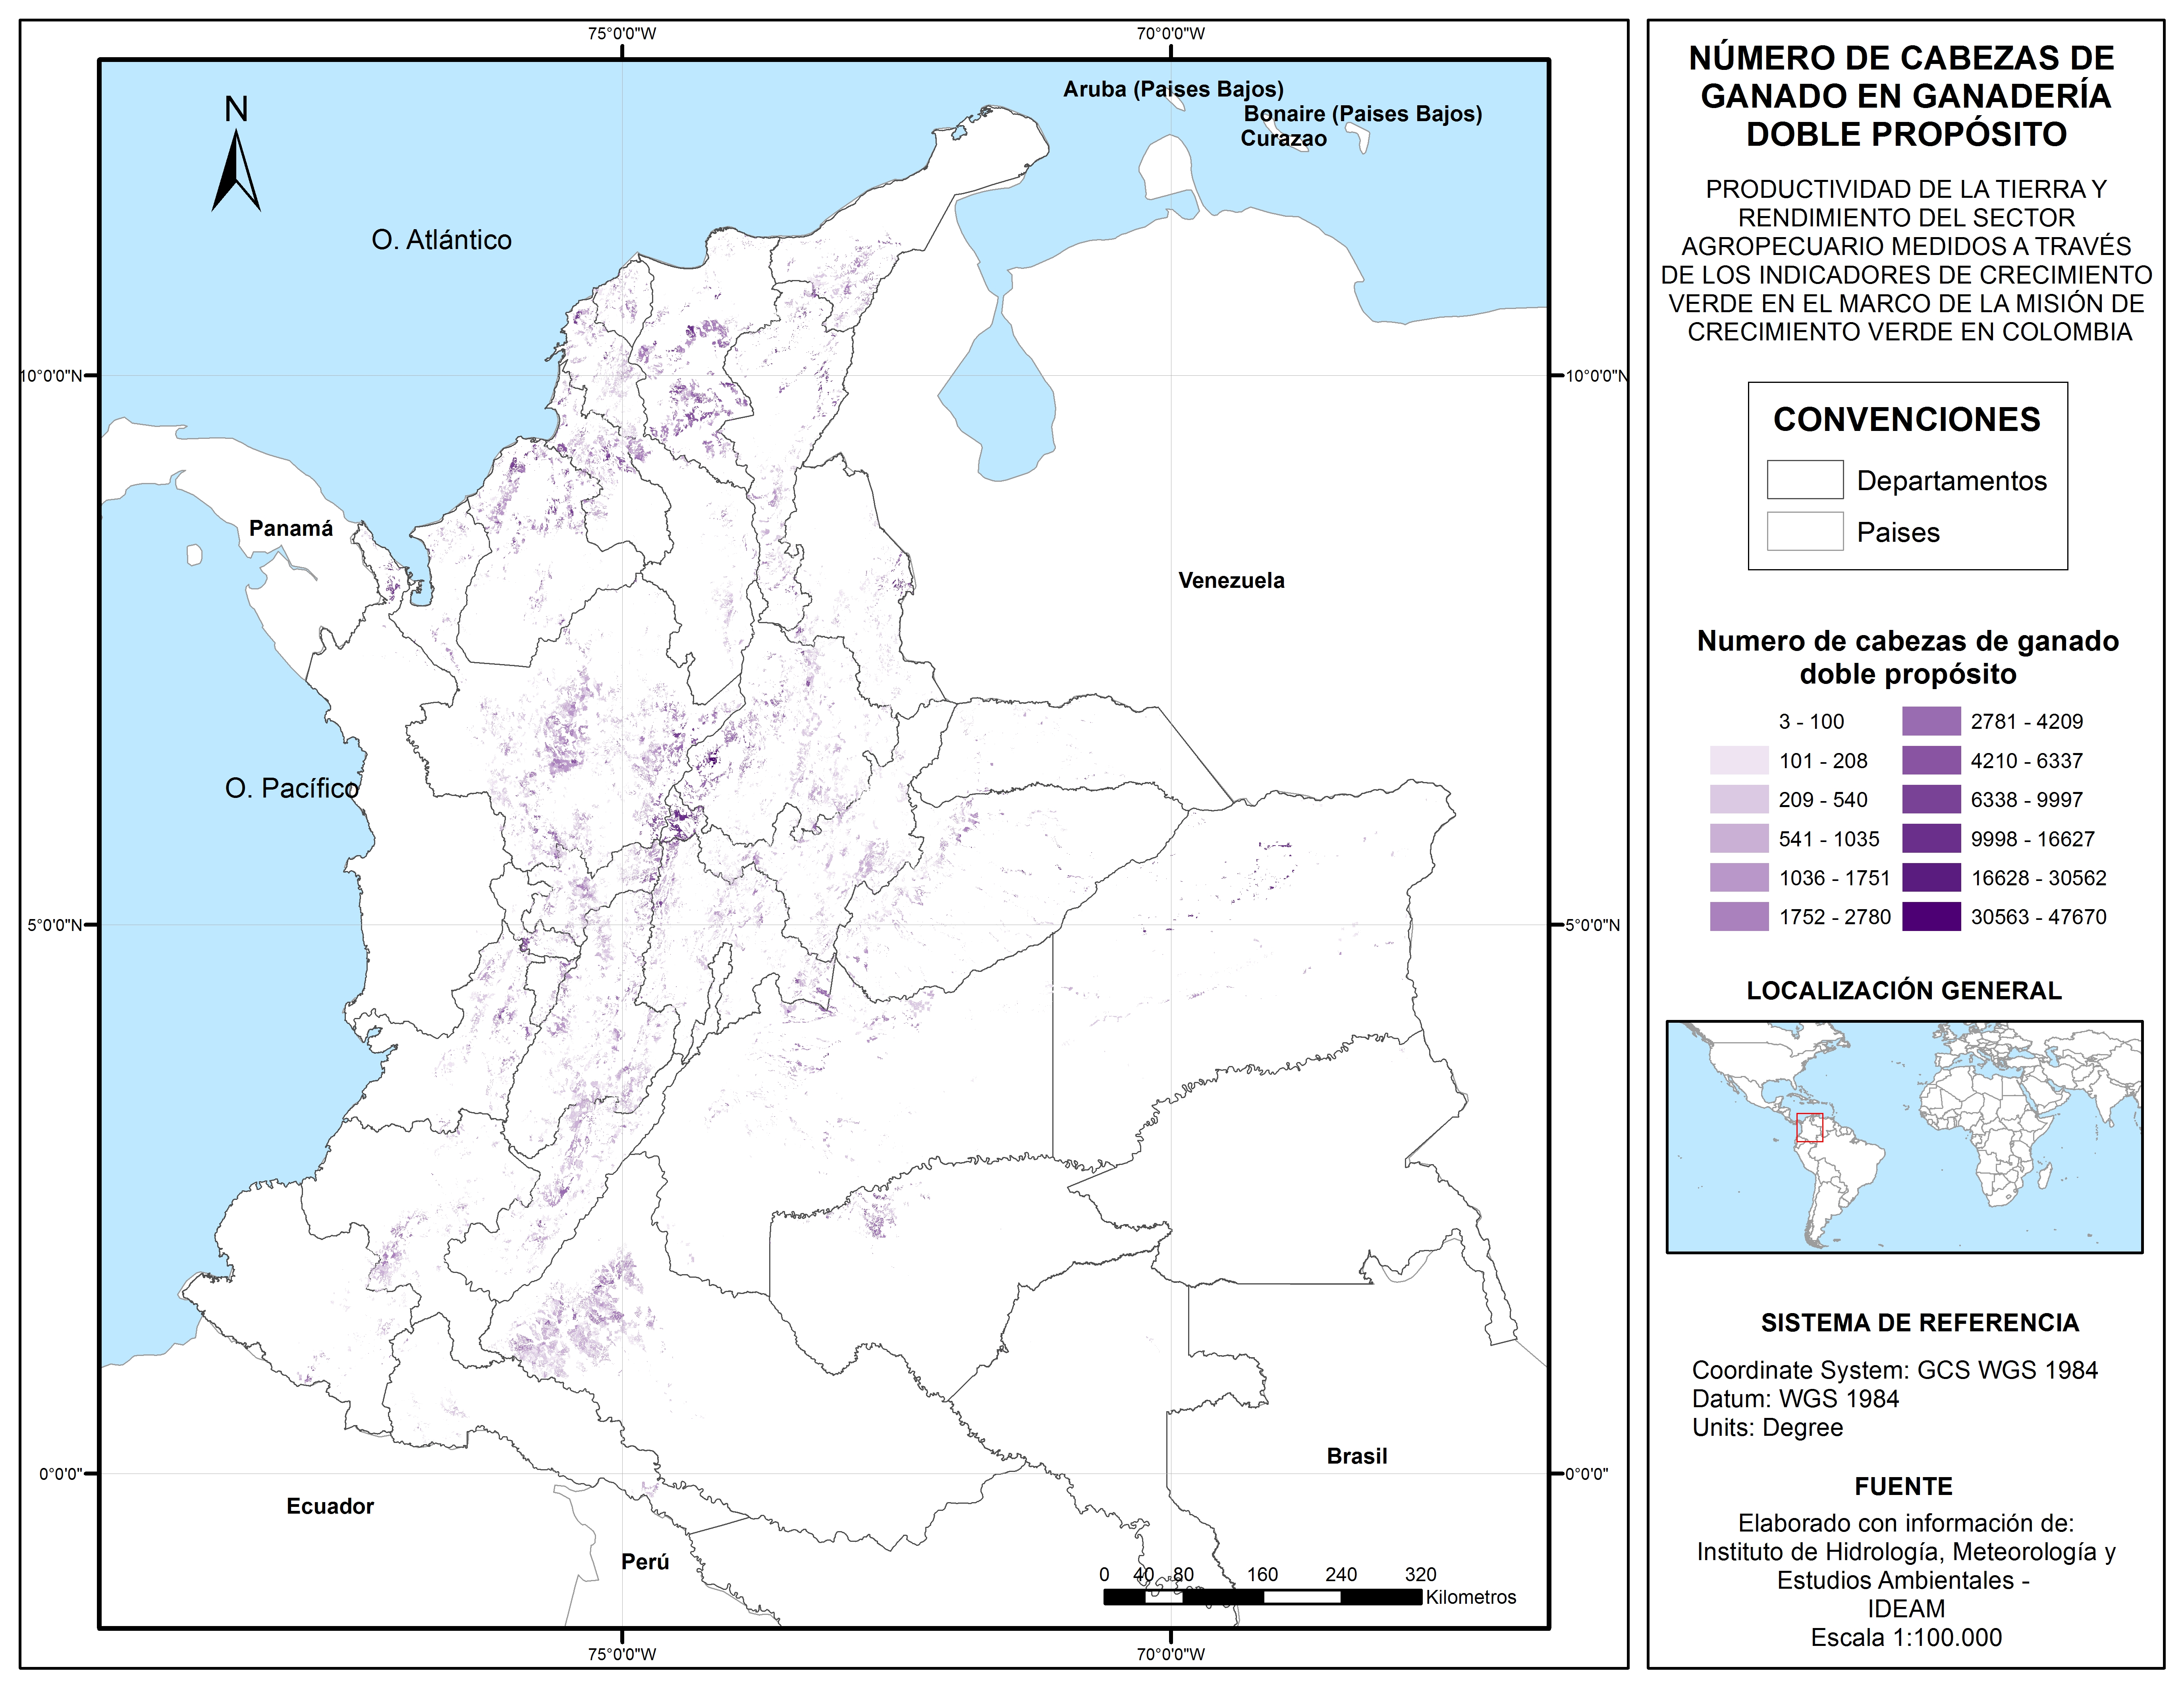 75°0'0"W
70°0'0"W
N
Aruba (Paises Bajos)
Bonaire (Paises Bajos)
Curazao
O. Atlántico
10°0'0"N
10°0'0"N
Panamá
Venezuela
O. Pacífico
5°0'0"N
5°0'0"N
Brasil
0°0'0"
0°0'0"
Ecuador
Perú
0 40 80 160 240 320
Kilometros
75°0'0"W
70°0'0"W
NÚMERO DE CABEZAS DE
GANADO EN GANADERÍA
DOBLE PROPÓSITO
PRODUCTIVIDAD DE LA TIERRA Y
RENDIMIENTO DEL SECTOR
AGROPECUARIO MEDIDOS A TRAVÉS
DE LOS INDICADORES DE CRECIMIENTO
VERDE EN EL MARCO DE LA MISIÓN DE
CRECIMIENTO VERDE EN COLOMBIA
CONVENCIONES
Departamentos
Paises
Numero de cabezas de ganado
doble propósito
3 - 100
101 - 208
209 - 540
541 - 1035
1036 - 1751
1752 - 2780
2781 - 4209
4210 - 6337
6338 - 9997
9998 - 16627
16628 - 30562
30563 - 47670
LOCALIZACIÓN GENERAL
SISTEMA DE REFERENCIA
Coordinate System: GCS WGS 1984
Datum: WGS 1984
Units: Degree
FUENTE
Elaborado con información de:
Instituto de Hidrología, Meteorología y
Estudios Ambientales -
IDEAM
Escala 1:100.000